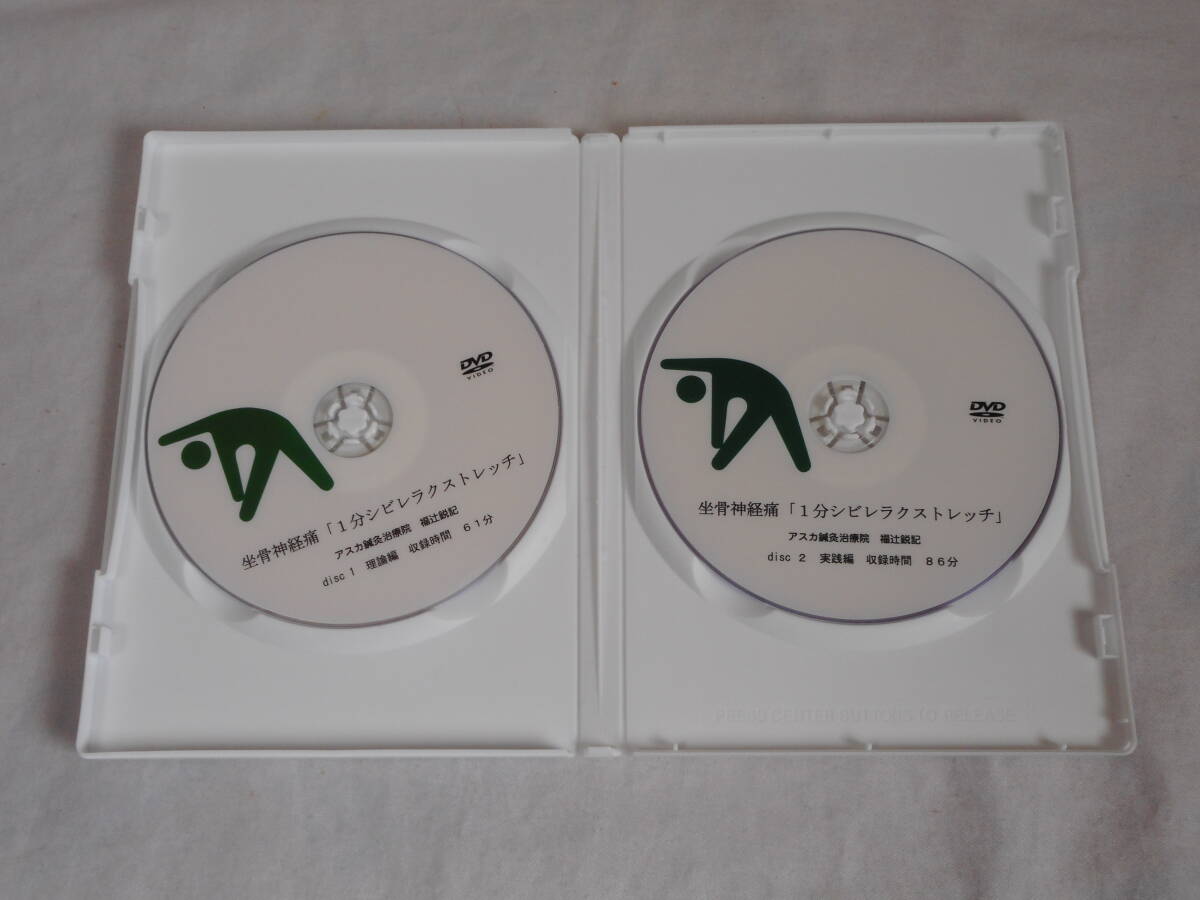 DVD
VIDEO
坐骨神経痛「１分シビレラクストレッチ」
アスカ鍼灸治療院 福辻鋭記
disc 1 理論編 収録時間 ６１分
DVD
VIDEO
坐骨神経痛「１分シビレラクストレッチ」
アスカ鍼灸治療院 福辻鋭記
disc 2 実践編 収録時間 ８６分
PRESS CENTER BUTTONS TO RELEASE